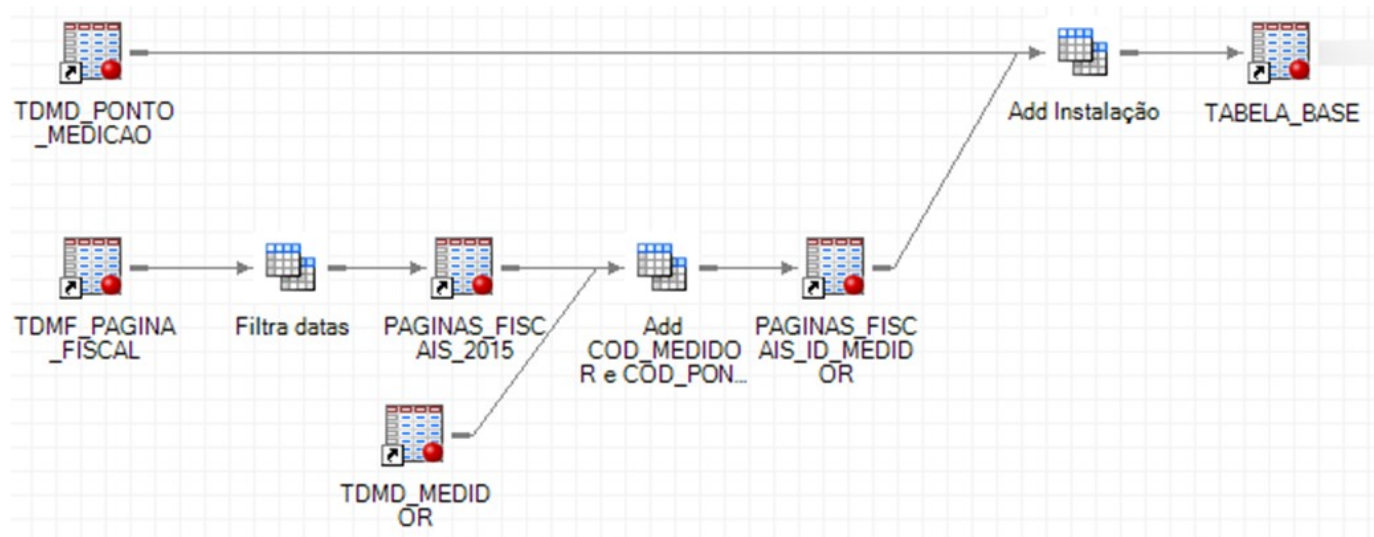 TDMD_PONTO
_MEDICAO
Add Instalação
TABELA_BASE
TDMF_PAGINA
_FISCAL
Filtra datas
PAGINAS_FISC
AIS_2015
Add
COD_MEDIDO
R e COD_PON...
PAGINAS_FISC
AIS_ID_MEDID
OR
TDMD_MEDID
OR